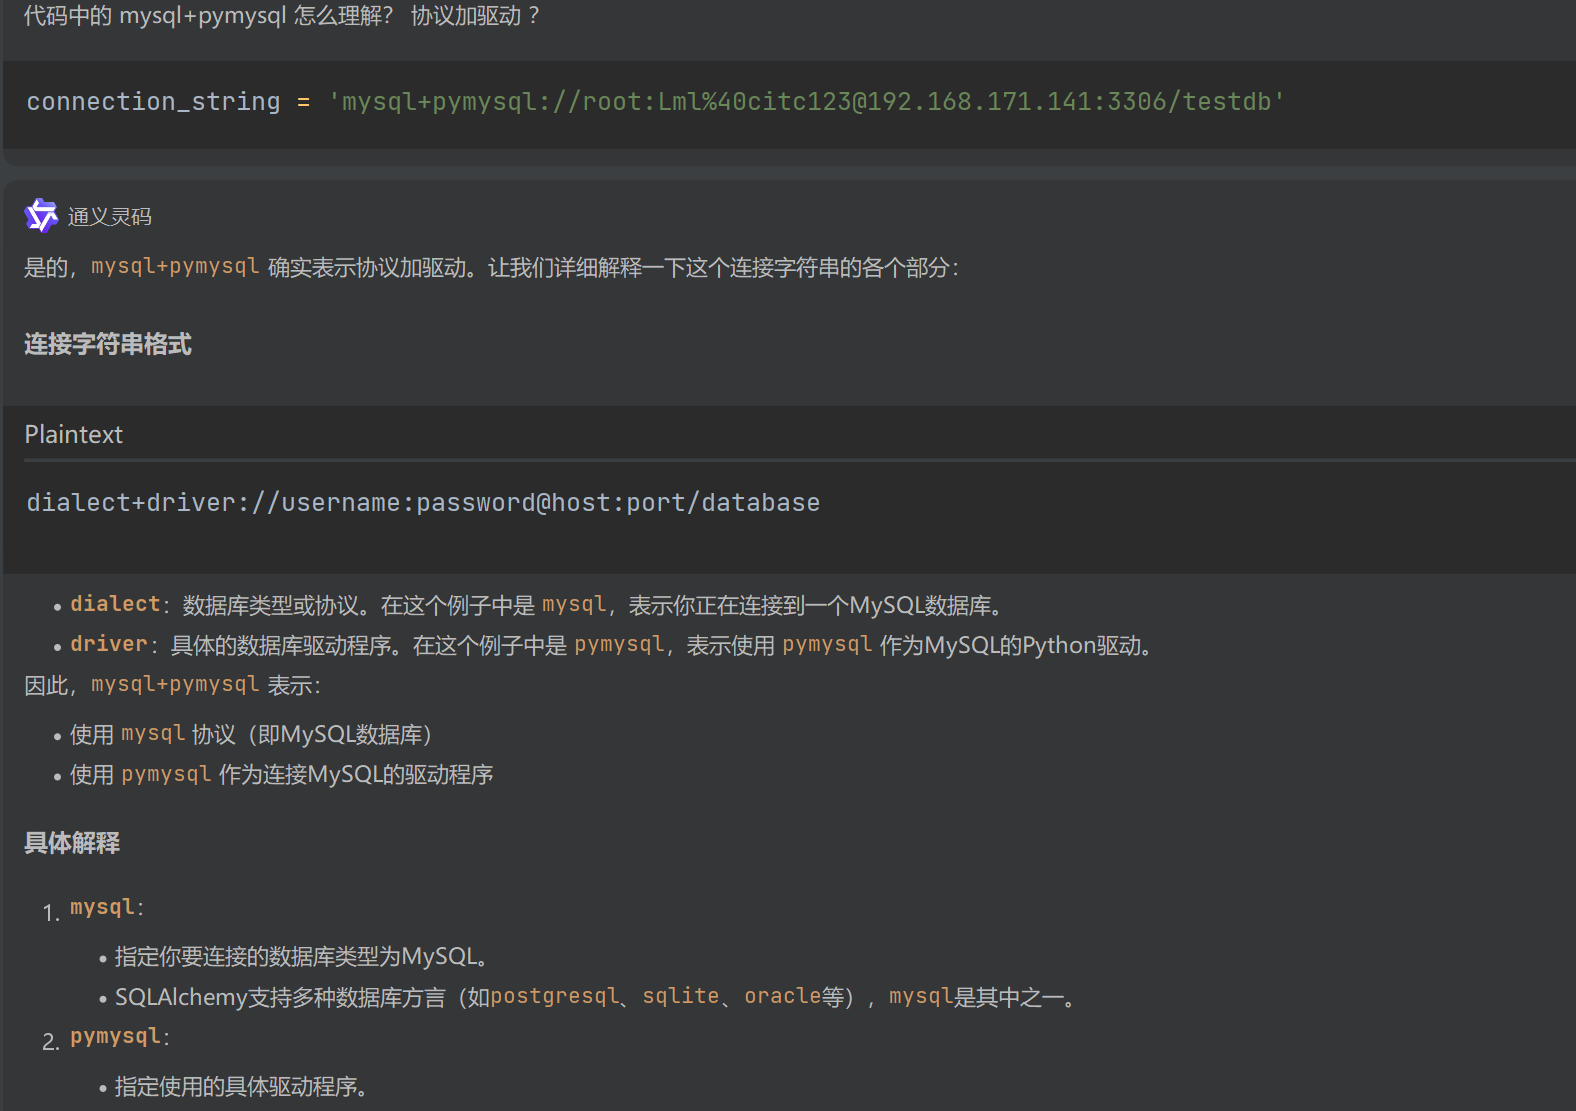 代码中的 mysql+pymysql 怎么理解？ 协议加驱动 ？
connection_string = 'mysql+pymysql://root:Lml%40citc123@192.168.171.141:3306/testdb'
通义灵码
是的，mysql+pymysql 确实表示协议加驱动。让我们详细解释一下这个连接字符串的各个部分：
连接字符串格式
Plaintext
dialect+driver://username:password@host:port/database
• dialect：数据库类型或协议。在这个例子中是 mysql，表示你正在连接到一个MySQL数据库。
• driver：具体的数据库驱动程序。在这个例子中是 pymysql，表示使用 pymysql 作为MySQL的Python驱动。
因此，mysql+pymysql 表示：
• 使用 mysql 协议（即MySQL数据库）
• 使用 pymysql 作为连接MySQL的驱动程序
具体解释
1. mysql：
• 指定你要连接的数据库类型为MySQL。
• SQLAlchemy支持多种数据库方言（如postgresql、sqlite、oracle等），mysql是其中之一。
2. pymysql：
• 指定使用的具体驱动程序。